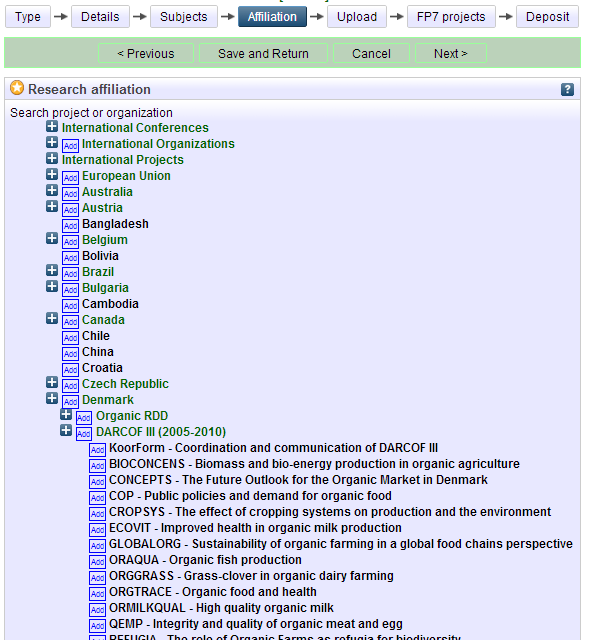 Type Details Subjects Affiliation Upload FP7 projects Deposit
< Previous Save and Return Cancel Next >
Research affiliation ?
Search project or organization
International Conferences
Add International Organizations
International Projects
Add European Union
Add Australia
Add Austria
Add Bangladesh
Add Belgium
Add Bolivia
Add Brazil
Add Bulgaria
Add Cambodia
Add Canada
Add Chile
Add China
Add Croatia
Add Czech Republic
Add Denmark
Add Organic RDD
Add DARCOF III (2005-2010)
Add KoorForm - Coordination and communication of DARCOF III
Add BIOCONCENS - Biomass and bio-energy production in organic agriculture
Add CONCEPTS - The Future Outlook for the Organic Market in Denmark
Add COP - Public policies and demand for organic food
Add CROPSYS - The effect of cropping systems on production and the environment
Add ECOVIT - Improved health in organic milk production
Add GLOBALORG - Sustainability of organic farming in a global food chains perspective
Add ORAQUA - Organic fish production
Add ORGGRASS - Grass-clover in organic dairy farming
Add ORGTRACE - Organic food and health
Add ORMILKQUAL - High quality organic milk
Add QEMP - Integrity and quality of organic meat and egg
Add REFUGIA - The role of Organic Farms as refugia for biodiversity